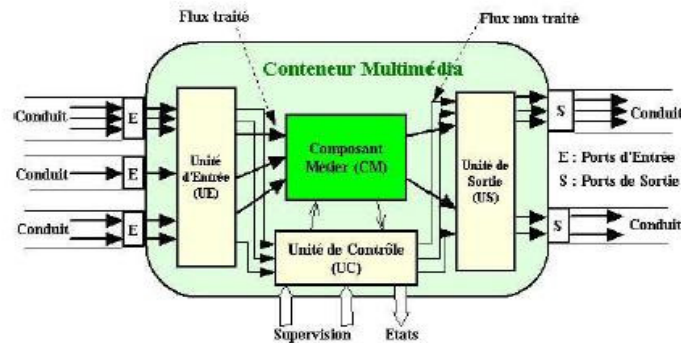 Flux traité
Flux non traité
Conteneur Multimédia
Conduit
E
Conduit
E
Conduit
E
Unité
d'Entrée
(UE)
Composant
Métier (CM)
Unité de Contrôle
(UC)
Unité de
Sortie (US)
S
Conduit
E : Ports d'Entrée
S : Ports de Sortie
S
Conduit
Supervision
Etats